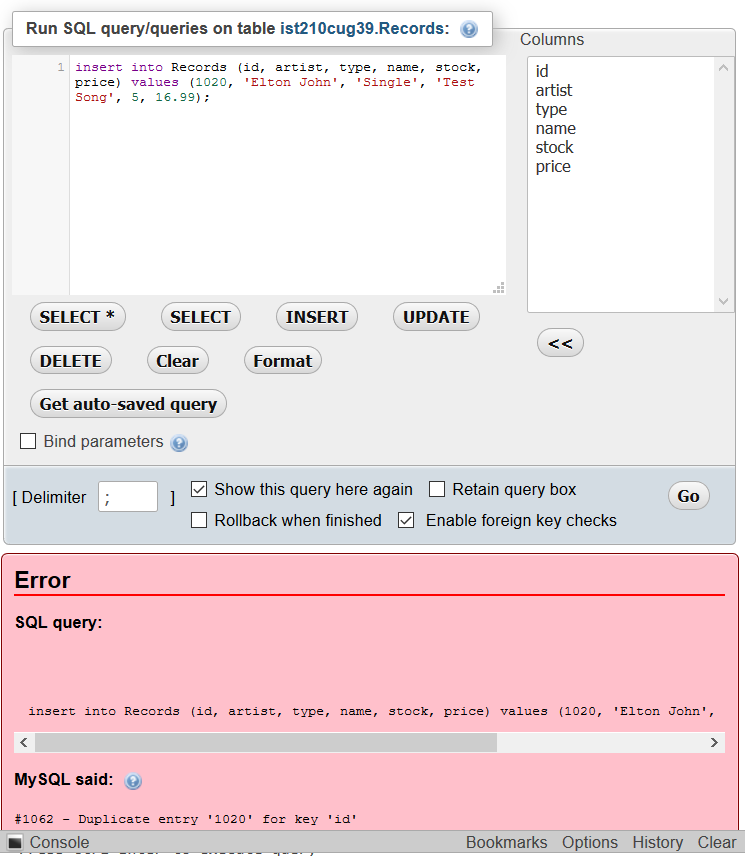 Run SQL query/queries on table ist210cug39.Records:
Columns
1 insert into Records (id, artist, type, name, stock,
price) values (1020, 'Elton John', 'Single', 'Test
Song', 5, 16.99);
id
artist
type
name
stock
price
SELECT * SELECT INSERT UPDATE
<<
DELETE Clear Format
Get auto-saved query
Bind parameters
[ Delimiter ; ] Show this query here again Retain query box Go
Rollback when finished Enable foreign key checks
Error
SQL query:
insert into Records (id, artist, type, name, stock, price) values (1020, 'Elton John',
MySQL said:
#1062 - Duplicate entry '1020' for key 'id'
Console Bookmarks Options History Clear